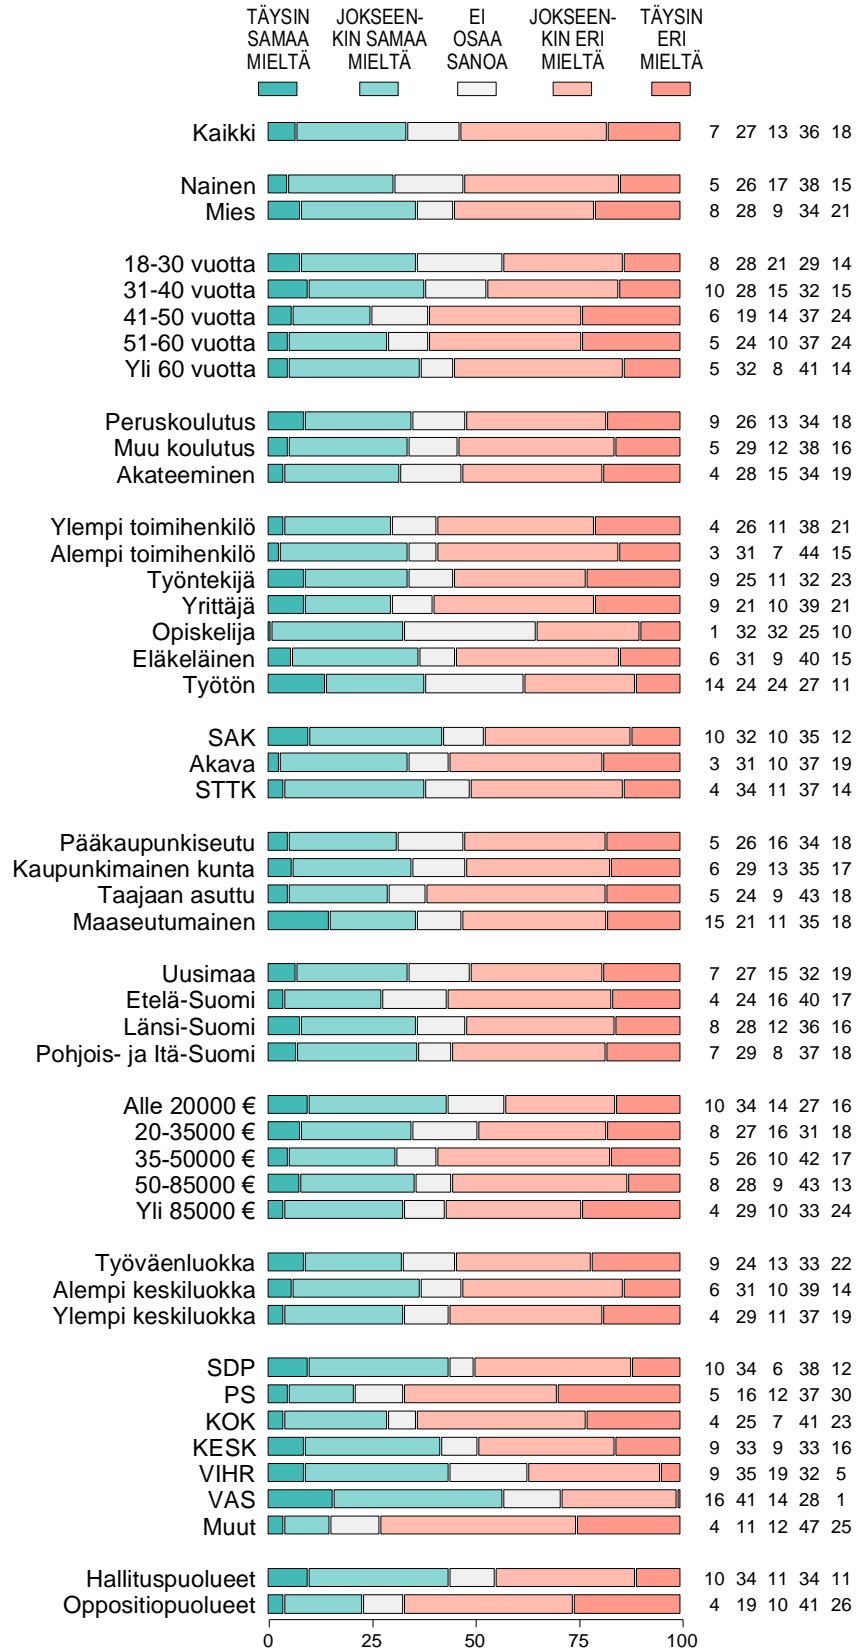 TÄYSIN JOKSEEN- EI JOKSEEN- TÄYSIN
SAMAA KIN SAMAA OSAA KIN ERI ERI
MIELTÄ MIELTÄ SANOA MIELTÄ MIELTÄ
Kaikki 7 27 13 36 18
Nainen 5 26 17 38 15
Mies 8 28 9 34 21
18-30 vuotta 8 28 21 29 14
31-40 vuotta 10 28 15 32 15
41-50 vuotta 6 19 14 37 24
51-60 vuotta 5 24 10 37 24
Yli 60 vuotta 5 32 8 41 14
Peruskoulutus 9 26 13 34 18
Muu koulutus 5 29 12 38 16
Akateeminen 4 28 15 34 19
Ylempi toimihenkilö 4 26 11 38 21
Alempi toimihenkilö 3 31 7 44 15
Työntekijä 9 25 11 32 23
Yrittäjä 9 21 10 39 21
Opiskelija 1 32 32 25 10
Eläkeläinen 6 31 9 40 15
Työtön 14 24 24 27 11
SAK 10 32 10 35 12
Akava 3 31 10 37 19
STTK 4 34 11 37 14
Pääkaupunkiseutu 5 26 16 34 18
Kaupunkimainen kunta 6 29 13 35 17
Taajaan asuttu 5 24 9 43 18
Maaseutumainen 15 21 11 35 18
Uusimaa 7 27 15 32 19
Etelä-Suomi 4 24 16 40 17
Länsi-Suomi 8 28 12 36 16
Pohjois- ja Itä-Suomi 7 29 8 37 18
Alle 20000 € 10 34 14 27 16
20-35000 € 8 27 16 31 18
35-50000 € 5 26 10 42 17
50-85000 € 8 28 9 43 13
Yli 85000 € 4 29 10 33 24
Työväenluokka 9 24 13 33 22
Alempi keskiluokka 6 31 10 39 14
Ylempi keskiluokka 4 29 11 37 19
SDP 10 34 6 38 12
PS 5 16 12 37 30
KOK 4 25 7 41 23
KESK 9 33 9 33 16
VIHR 9 35 19 32 5
VAS 16 41 14 28 1
Muut 4 11 12 47 25
Hallituspuolueet 10 34 11 34 11
Oppositiopuolueet 4 19 10 41 26
0 25 50 75 100